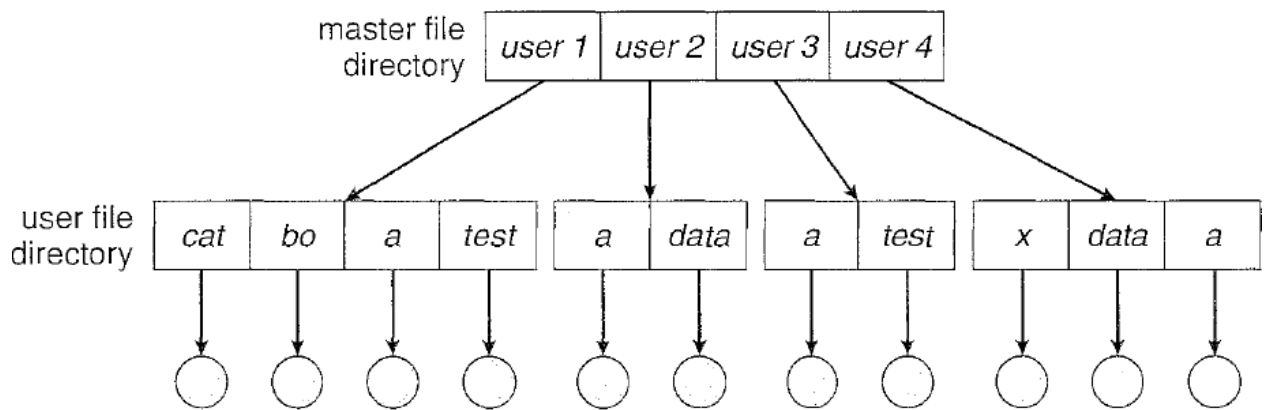 master file
directory
user 1 user 2 user 3 user 4
user file
directory
cat bo a test a data a test x data a